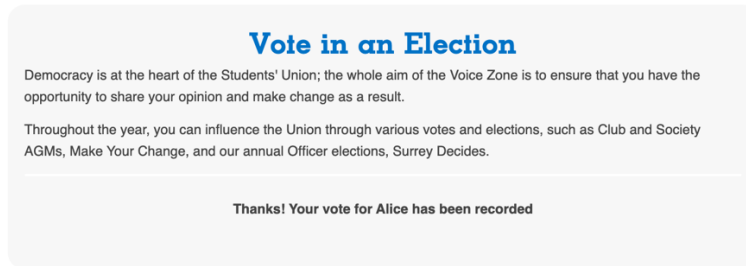 Vote in an Election
Democracy is at the heart of the Students' Union; the whole aim of the Voice Zone is to ensure that you have the
opportunity to share your opinion and make change as a result.
Throughout the year, you can influence the Union through various votes and elections, such as Club and Society
AGMs, Make Your Change, and our annual Officer elections, Surrey Decides.
Thanks! Your vote for Alice has been recorded